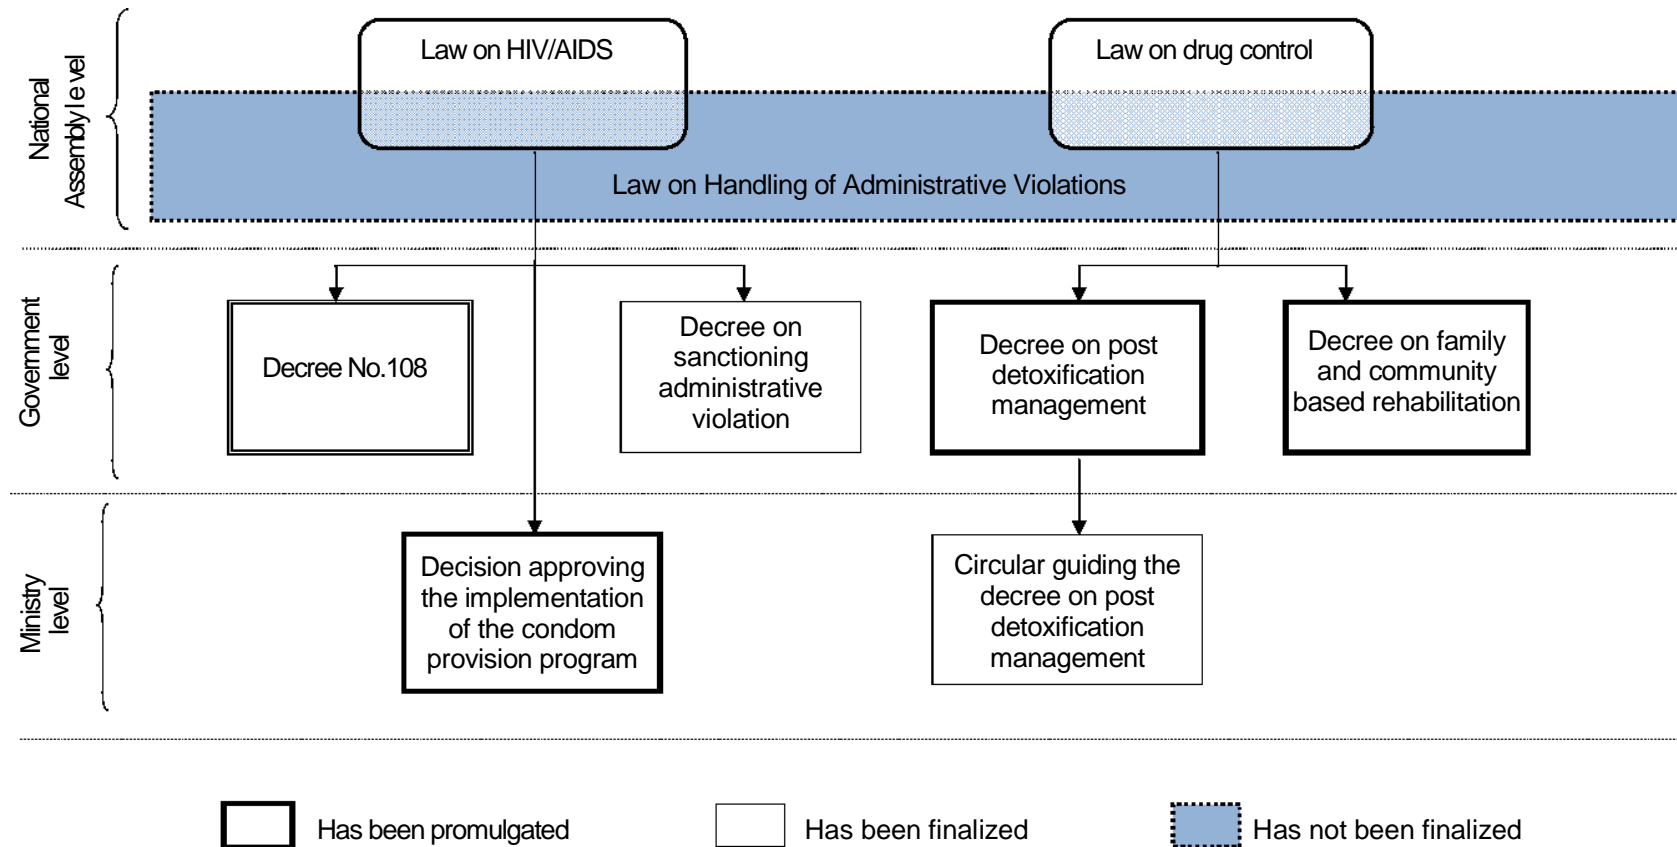 National
Assembly level
Law on HIV/AIDS
Law on drug control
Law on Handling of Administrative Violations
Government
level
Decree No.108
Decree on
sanctioning
administrative
violation
Decree on post
detoxification
management
Decree on family
and community
based rehabilitation
Ministry
level
Decision approving
the implementation
of the condom
provision program
Circular guiding the
decree on post
detoxification
management
Has been promulgated
Has been finalized
Has not been finalized